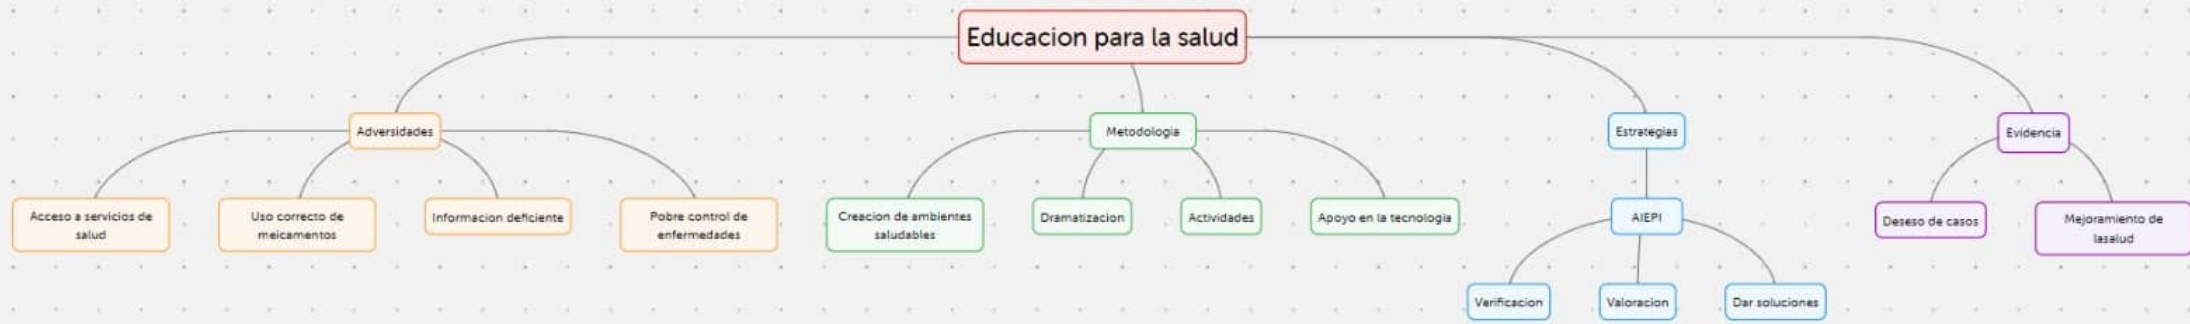 Educacion para la salud
Adversidades
Metodologia
Estrategias
Evidencia
Acceso a servicios de
salud
Uso correcto de
meicamentos
Informacion deficiente
Pobre control de
enfermedades
Creacion de ambientes
saludables
Dramatizacion
Actividades
Apoyo en la tecnologia
AIEPI
Deseso de casos
Mejoramiento de
lasalud
Verificacion
Valoracion
Dar soluciones